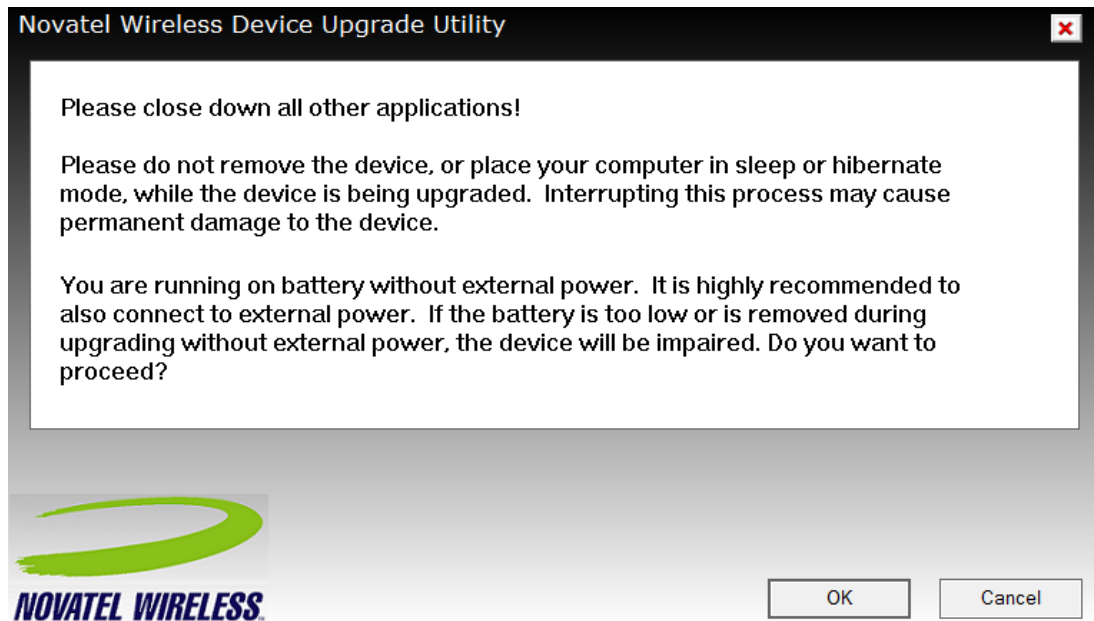 Novatel Wireless Device Upgrade Utility
Please close down all other applications!
Please do not remove the device, or place your computer in sleep or hibernate
mode, while the device is being upgraded.  Interrupting this process may cause
permanent damage to the device.
You are running on battery without external power.  It is highly recommended to
also connect to external power.  If the battery is too low or is removed during
upgrading without external power, the device will be impaired. Do you want to
proceed?
NOVATEL WIRELESS.
OK
Cancel